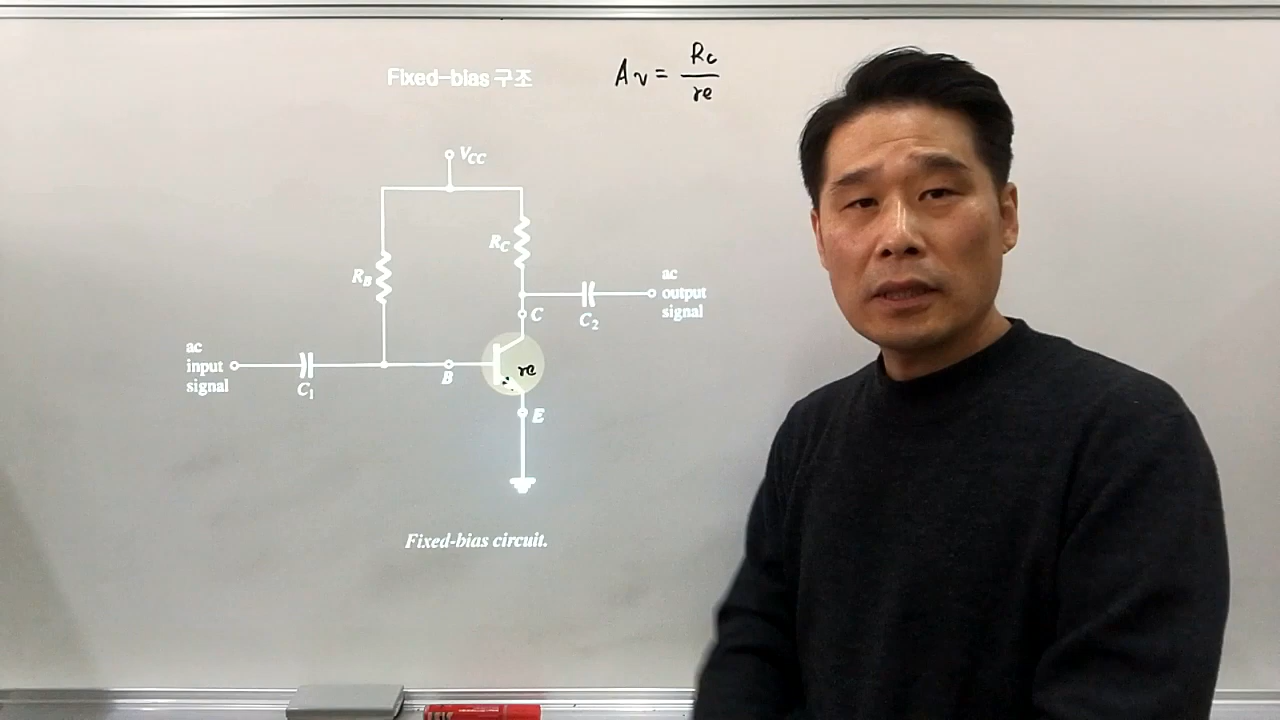 Fixed-bias 구조
Av = Rc / re
VCC
RC
RB
ac
output
signal
C2
C
ac
input
signal
C1
B
re
E
Fixed-bias circuit.